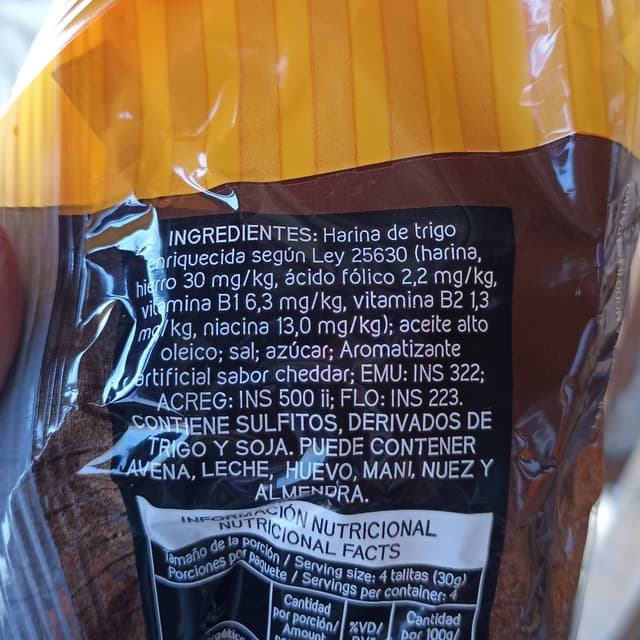 INGREDIENTES: Harina de trigo
enriquecida según Ley 25630 (harina,
hierro 30 mg/kg, ácido fólico 2,2 mg/kg,
vitamina B1 6,3 mg/kg, vitamina B2 1,3
mg/kg, niacina 13,0 mg/kg); aceite alto
oleico; sal; azúcar; Aromatizante
artificial sabor cheddar; EMU: INS 322;
ACREG: INS 500 ii; FLO: INS 223.
CONTIENE SULFITOS, DERIVADOS DE
TRIGO Y SOJA. PUEDE CONTENER
AVENA, LECHE, HUEVO, MANI, NUEZ Y
ALMENDRA.
INFORMACIÓN NUTRICIONAL
NUTRICIONAL FACTS
Tamaño de la porción / Serving size: 4 talitas (30g)
Porciones por paquete / Servings per container: 4
Cantidad
por porción/
Amount
%VD/
Cantidad
por 100g